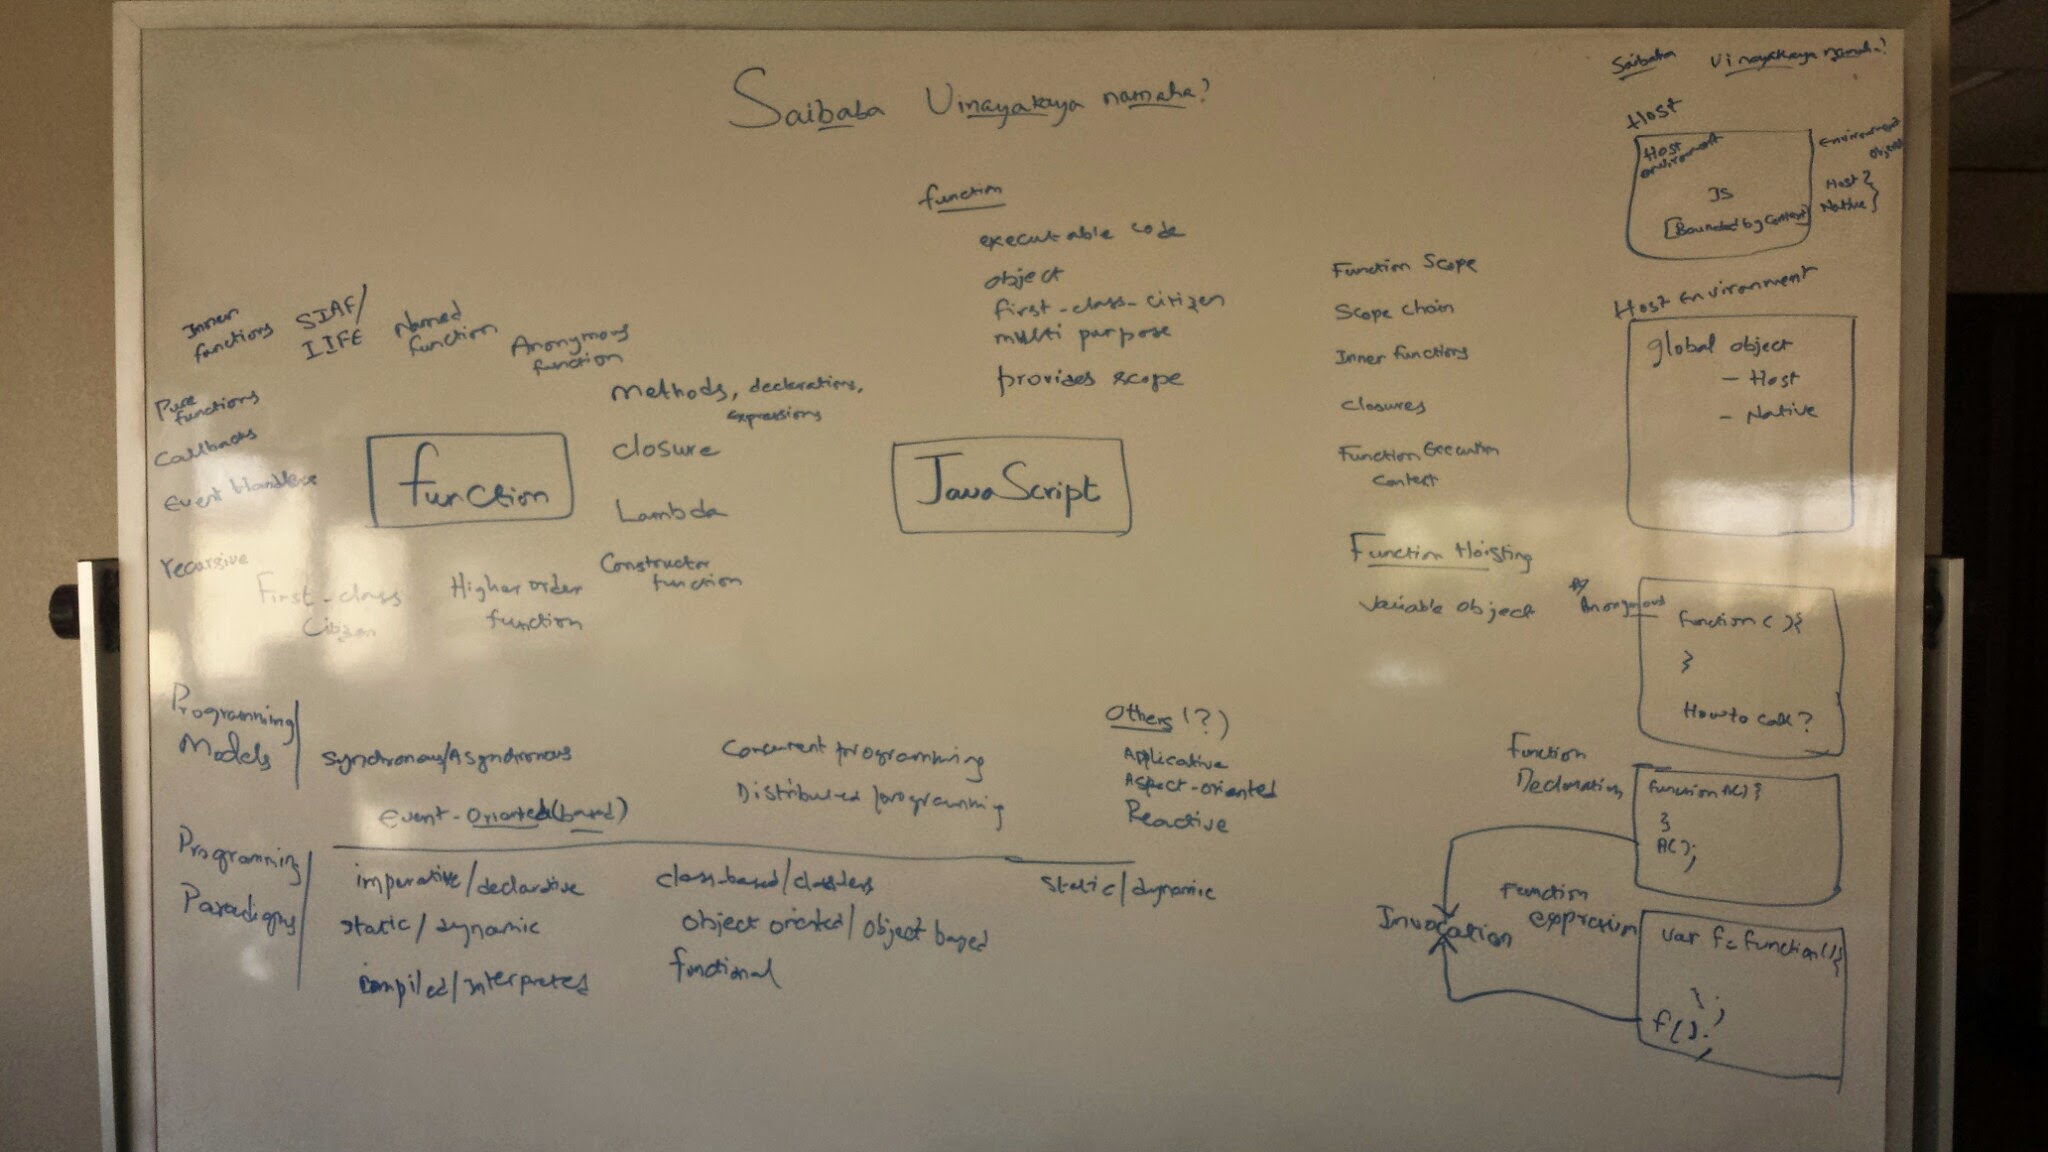 Saibaba Vinayakaya namaha?
function
executable code
object
first-class-citizen
multi purpose
provides scope
Inner
functions
SIAF/
IIFE
Named
function
Anonymous
function
Pure
functions
Callbacks
Event Handlers
recursive
First-class
Citizen
Higher order
function
Constructor
function
Methods, declarations,
expressions
closure
Lambda
function
JavaScript
Function Scope
Scope chain
Inner functions
closures
Function Execution
Context
Function Hoisting
Variable Object
Saibaba Vinayakaya namaha?
Host
Host
environment
JS
[Bounded by Context]
Environment
Object
Host }
Native }
Host Environment
global object
- Host
- Native
Anonymous
function ( ){
}
How to call?
Function
Declaration
function A( ) {
}
A( );
Function
expression
var f = function( ){
};
f( );
Invocation
Programming
Models
synchronous/Asynchronous
Event-Oriented(based)
Concurrent programming
Distributed programming
Others (?)
Applicative
Aspect-oriented
Reactive
Programming
Paradigms
imperative/declarative
static/dynamic
Compiled/Interpreted
class-based/classless
Object oriented/object based
functional
static/dynamic